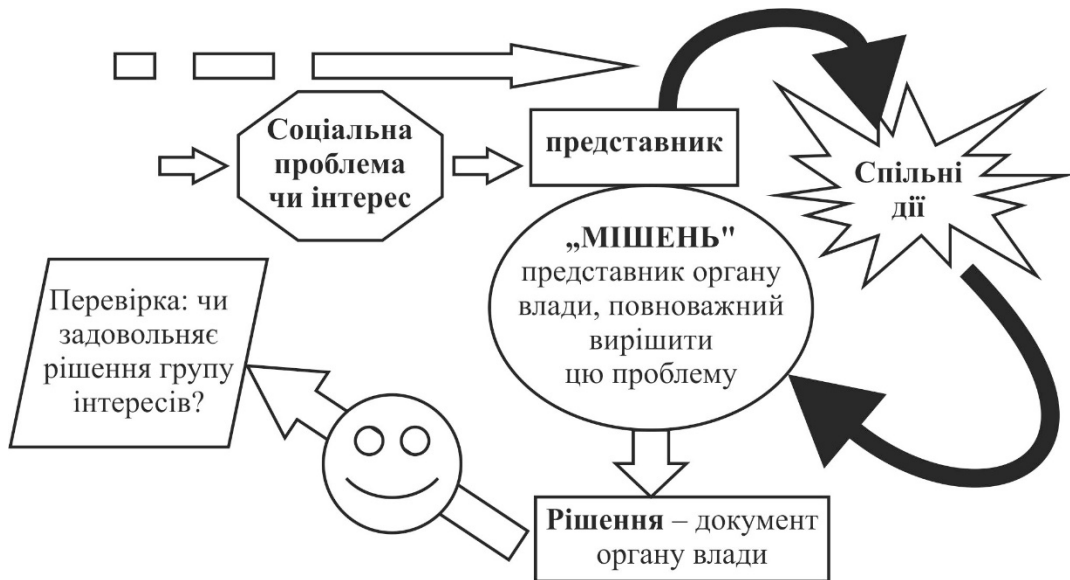 Соціальна
проблема
чи інтерес
представник
Спільні
дії
„МІШЕНЬ"
представник органу
влади, повноважний
вирішити
цю проблему
Перевірка: чи
задовольняє
рішення групу
інтересів?
Рішення – документ
органу влади